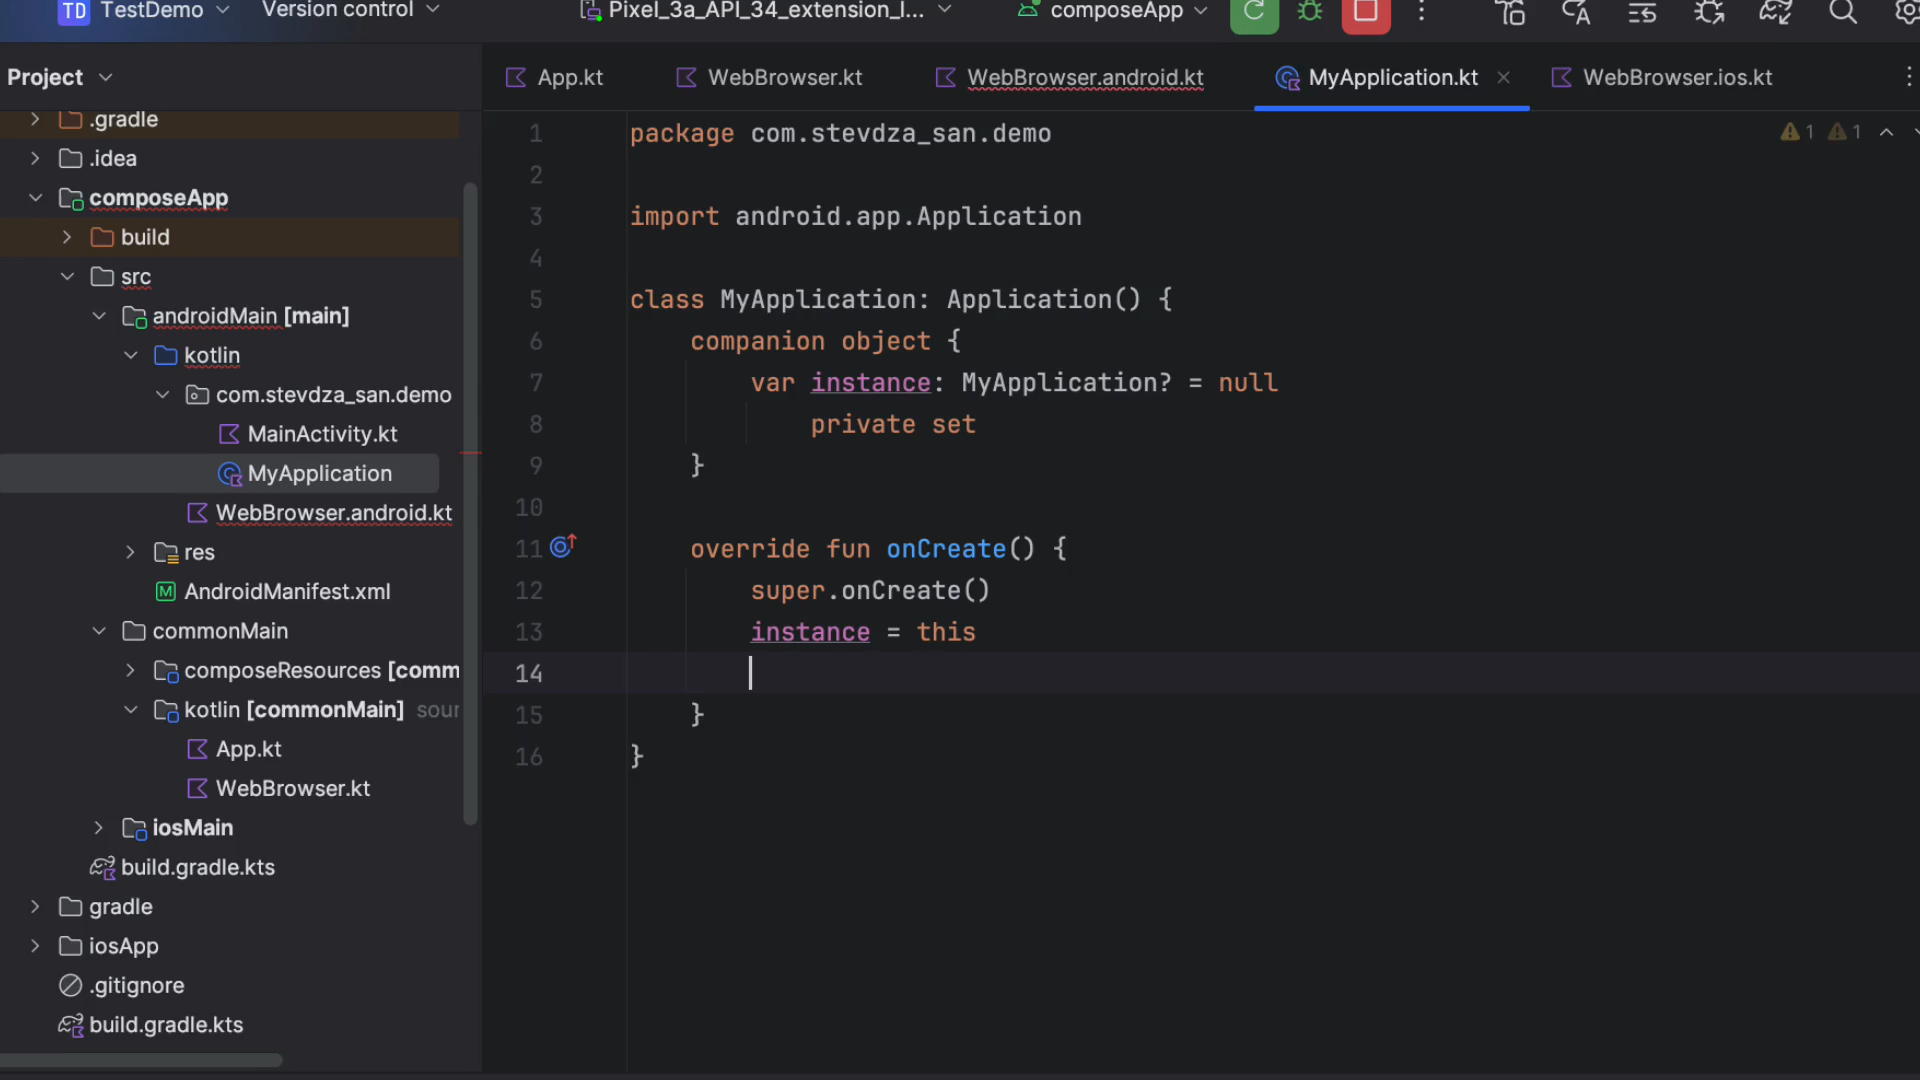 TD TestDemo Version control Pixel_3a_API_34_extension_l... composeApp
Project
App.kt WebBrowser.kt WebBrowser.android.kt MyApplication.kt WebBrowser.ios.kt
.gradle
.idea
composeApp
build
src
androidMain [main]
kotlin
com.stevdza_san.demo
MainActivity.kt
MyApplication
WebBrowser.android.kt
res
AndroidManifest.xml
commonMain
composeResources [comm
kotlin [commonMain] sour
App.kt
WebBrowser.kt
iosMain
build.gradle.kts
gradle
iosApp
.gitignore
build.gradle.kts
1 package com.stevdza_san.demo
2
3 import android.app.Application
4
5 class MyApplication: Application() {
6 companion object {
7 var instance: MyApplication? = null
8 private set
9 }
10
11 override fun onCreate() {
12 super.onCreate()
13 instance = this
14
15 }
16 }
1 1